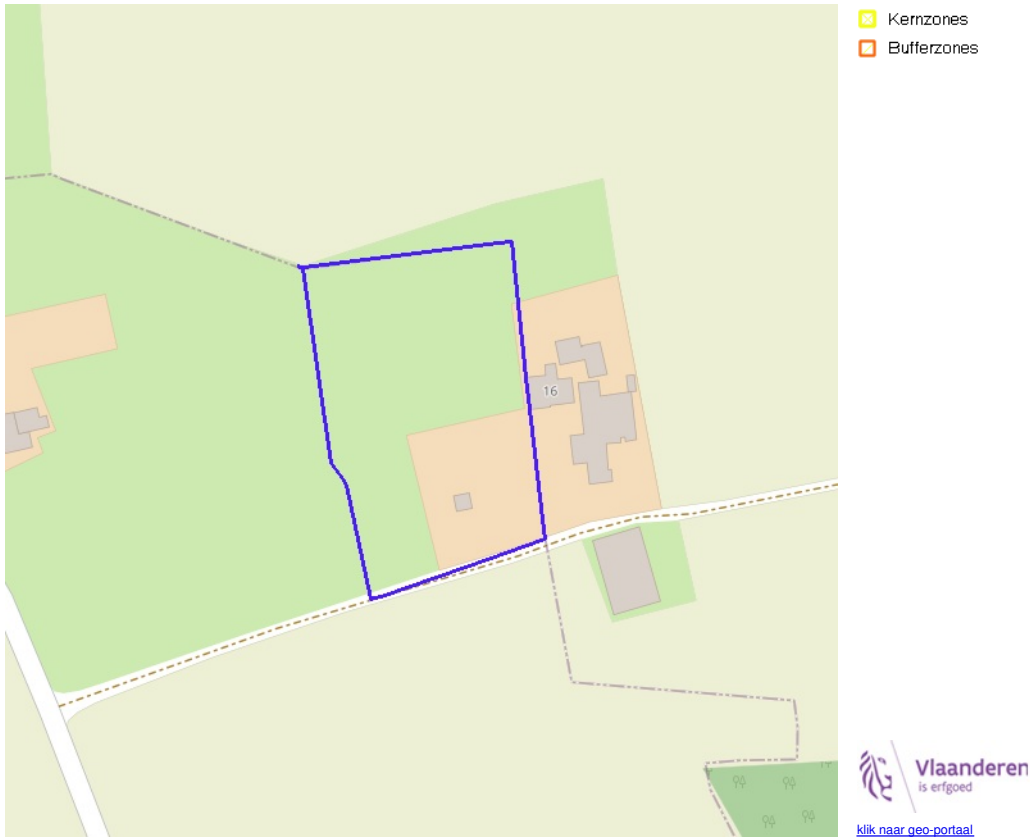 Kernzones
Bufferzones
16
Vlaanderen
is erfgoed
klik naar geo-portaal